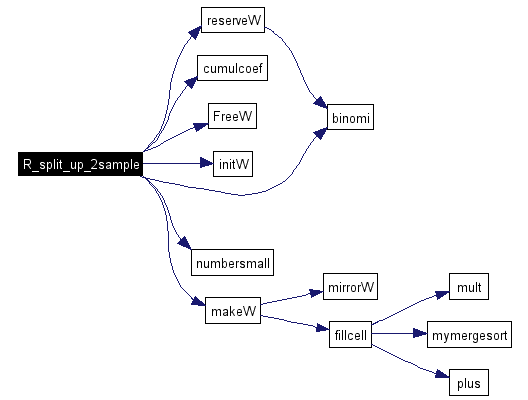 reserveW
cumulcoef
FreeW
binomi
R_split_up_2sample
initW
numbersmall
mirrorW
mult
makeW
fillcell
mymergesort
plus